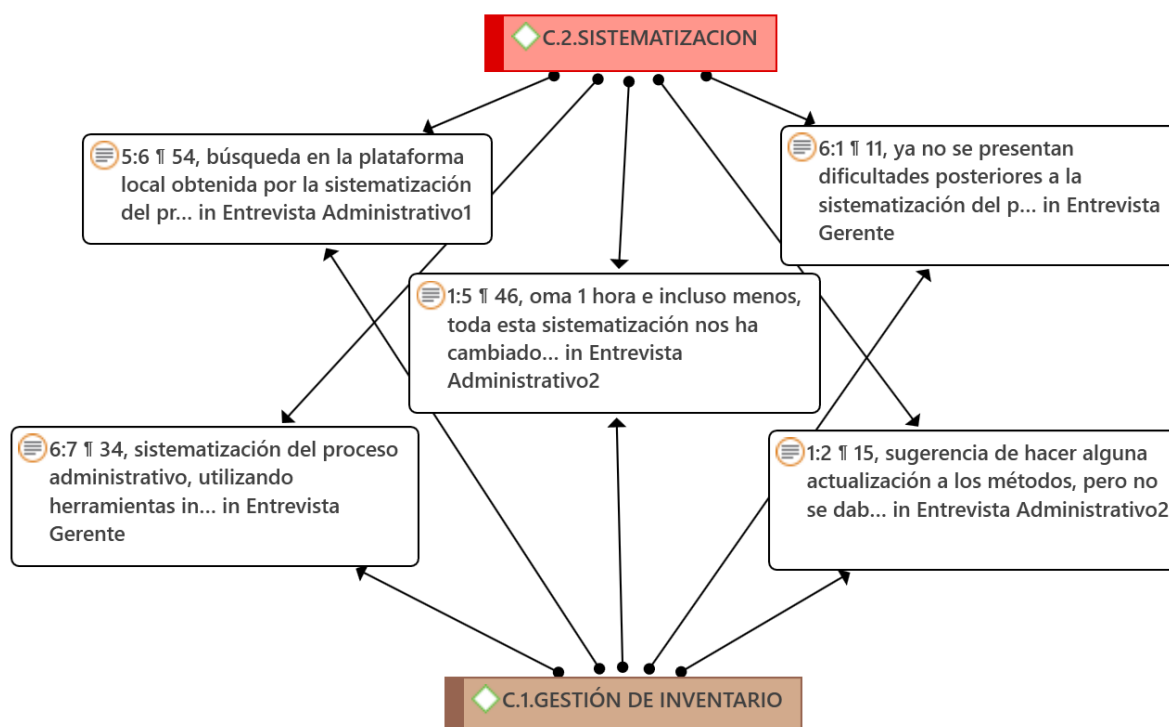 C.2.SISTEMATIZACION
5:6 ¶ 54, búsqueda en la plataforma
local obtenida por la sistematización
del pr... in Entrevista Administrativo1
6:1 ¶ 11, ya no se presentan
dificultades posteriores a la
sistematización del p... in Entrevista
Gerente
1:5 ¶ 46, oma 1 hora e incluso menos,
toda esta sistematización nos ha
cambiado... in Entrevista
Administrativo2
6:7 ¶ 34, sistematización del proceso
administrativo, utilizando
herramientas in... in Entrevista
Gerente
1:2 ¶ 15, sugerencia de hacer alguna
actualización a los métodos, pero no
se dab... in Entrevista Administrativo2
C.1.GESTIÓN DE INVENTARIO